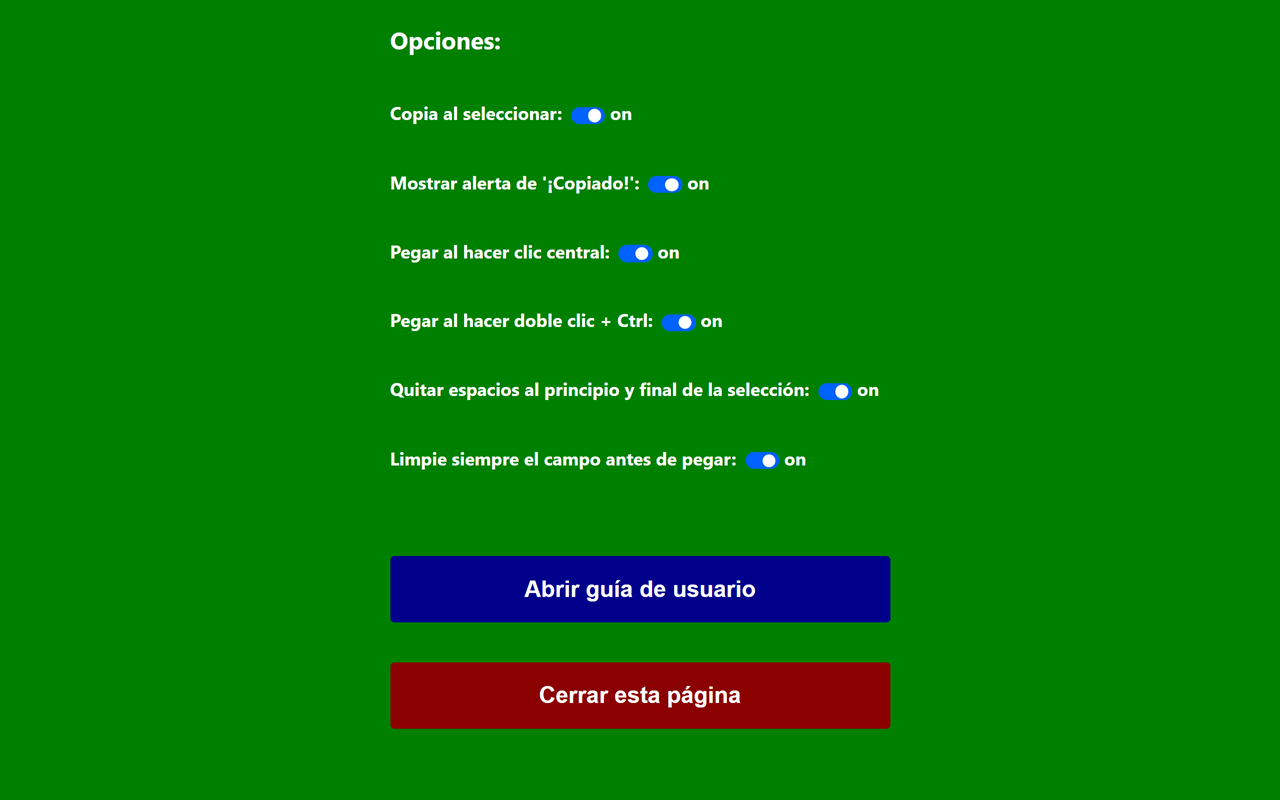 Opciones:
Copia al seleccionar: on
Mostrar alerta de '¡Copiado!': on
Pegar al hacer clic central: on
Pegar al hacer doble clic + Ctrl: on
Quitar espacios al principio y final de la selección: on
Limpie siempre el campo antes de pegar: on
Abrir guía de usuario
Cerrar esta página